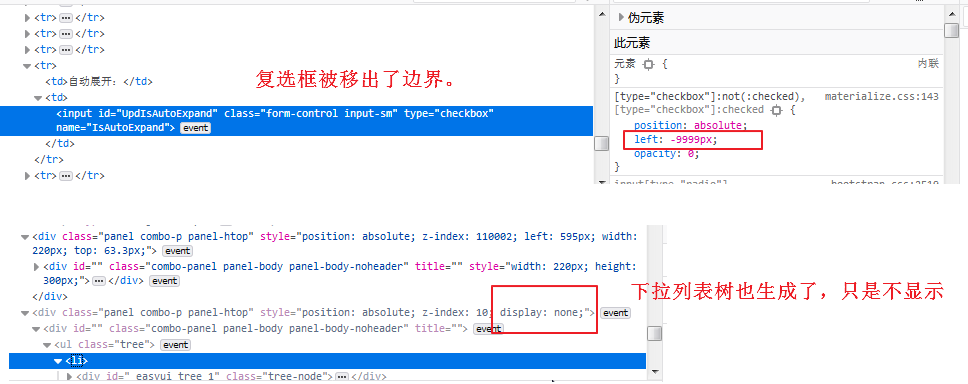 <tr> ... </tr>
<tr> ... </tr>
<tr> ... </tr>
<tr>
<td>自动展开：</td>
<td>
<input id="UpdIsAutoExpand" class="form-control input-sm" type="checkbox"
name="IsAutoExpand"> event
</td>
</tr>
<tr> ... </tr>
复选框被移出了边界。
伪元素
此元素
元素 { 内联
}
[type="checkbox"]:not(:checked), materialize.css:143
[type="checkbox"]:checked {
position: absolute;
left: -9999px;
opacity: 0;
}
<div class="panel combo-p panel-htop" style="position: absolute; z-index: 110002; left: 595px; width:
220px; top: 63.3px;"> event
<div id="" class="combo-panel panel-body panel-body-noheader" title="" style="width: 220px; height:
300px;"> ... </div> event
</div>
<div class="panel combo-p panel-htop" style="position: absolute; z-index: 10; display: none;"> event
<div id="" class="combo-panel panel-body panel-body-noheader" title=""> event
<ul class="tree"> event
<li>
<div id="_easyui_tree_1" class="tree-node"> ... </div>
下拉列表树也生成了，只是不显示